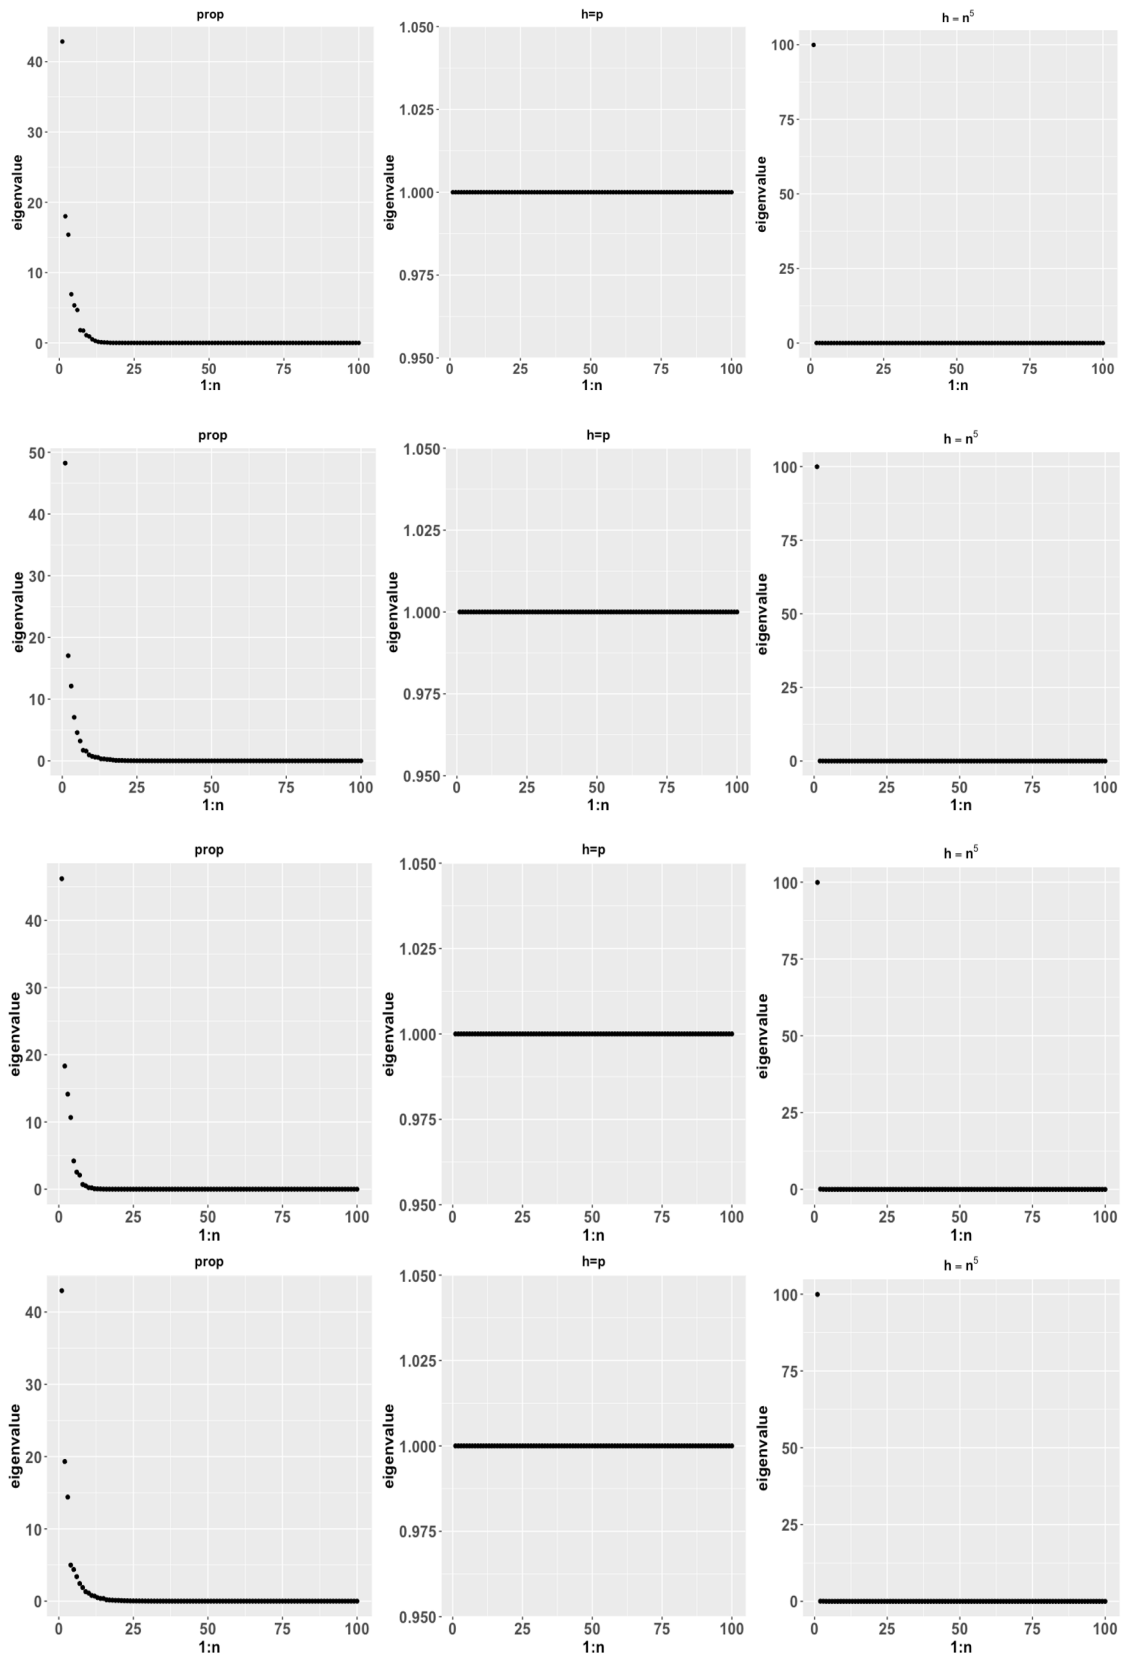 prop h=p h = n⁵
40 1.050 100
30 1.025 75
eigenvalue 20 eigenvalue 1.000 eigenvalue 50
10 0.975 25
0 0.950 0
0 25 50 75 100 0 25 50 75 100 0 25 50 75 100
1:n 1:n 1:n
prop h=p h = n⁵
50 1.050 100
40 1.025 75
30
eigenvalue eigenvalue 1.000 eigenvalue 50
20
10 0.975 25
0 0.950 0
0 25 50 75 100 0 25 50 75 100 0 25 50 75 100
1:n 1:n 1:n
prop h=p h = n⁵
40 1.050 100
30 1.025 75
eigenvalue 20 eigenvalue 1.000 eigenvalue 50
10 0.975 25
0 0.950 0
0 25 50 75 100 0 25 50 75 100 0 25 50 75 100
1:n 1:n 1:n
prop h=p h = n⁵
40 1.050 100
30 1.025 75
eigenvalue 20 eigenvalue 1.000 eigenvalue 50
10 0.975 25
0 0.950 0
0 25 50 75 100 0 25 50 75 100 0 25 50 75 100
1:n 1:n 1:n